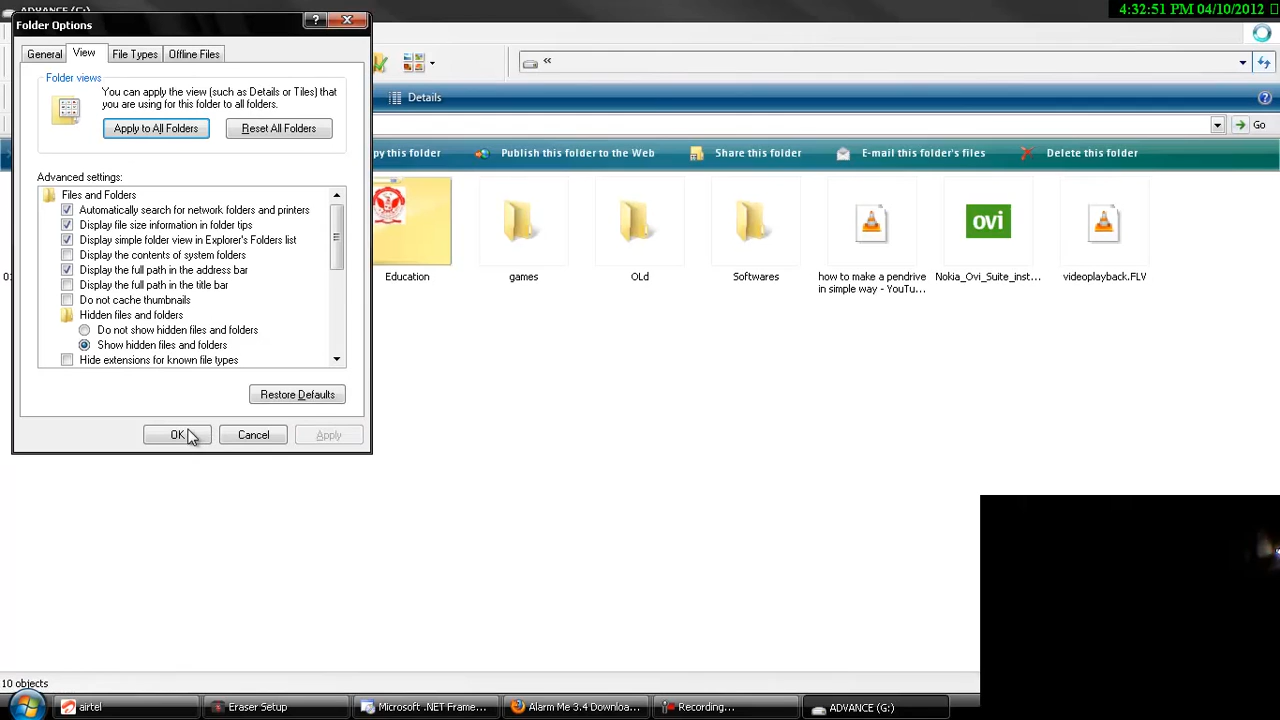 ADVANCE (G:)
4:32:51 PM 04/10/2012
Folder Options
?
General View File Types Offline Files
Folder views
You can apply the view (such as Details or Tiles) that
you are using for this folder to all folders.
Apply to All Folders Reset All Folders
Advanced settings:
Files and Folders
Automatically search for network folders and printers
Display file size information in folder tips
Display simple folder view in Explorer's Folders list
Display the contents of system folders
Display the full path in the address bar
Display the full path in the title bar
Do not cache thumbnails
Hidden files and folders
Do not show hidden files and folders
Show hidden files and folders
Hide extensions for known file types
Restore Defaults
OK Cancel Apply
«
Details
?
Go
py this folder Publish this folder to the Web Share this folder E-mail this folder's files Delete this folder
ovi
Education games OLd Softwares how to make a pendrive Nokia_Ovi_Suite_inst... videoplayback.FLV
in simple way - YouTu...
10 objects
airtel Eraser Setup Microsoft .NET Frame... Alarm Me 3.4 Downloa... Recording... ADVANCE (G:)